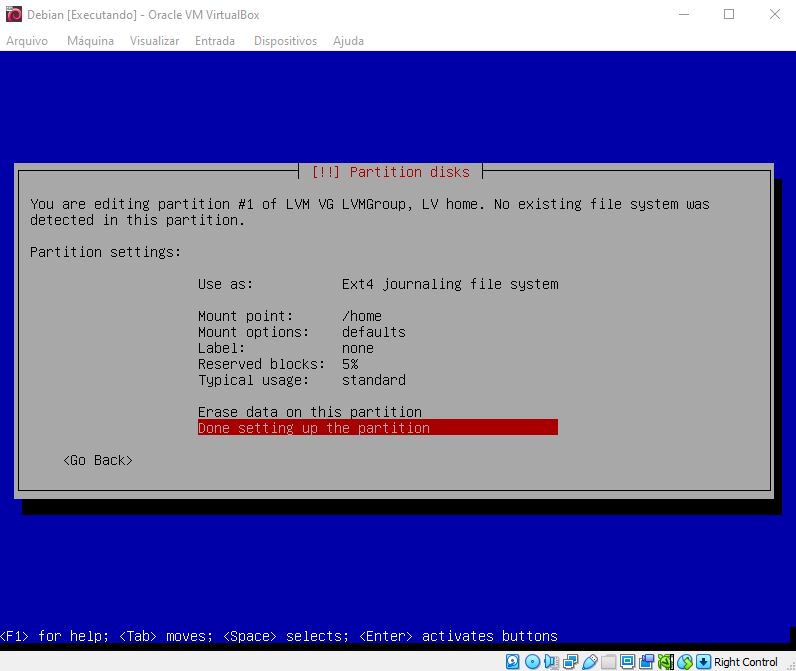 Debian [Executando] - Oracle VM VirtualBox
Arquivo Máquina Visualizar Entrada Dispositivos Ajuda
[!!] Partition disks
You are editing partition #1 of LVM VG LVMGroup, LV home. No existing file system was
detected in this partition.
Partition settings:
Use as: Ext4 journaling file system
Mount point: /home
Mount options: defaults
Label: none
Reserved blocks: 5%
Typical usage: standard
Erase data on this partition
Done setting up the partition
<Go Back>
<F1> for help; <Tab> moves; <Space> selects; <Enter> activates buttons
Right Control